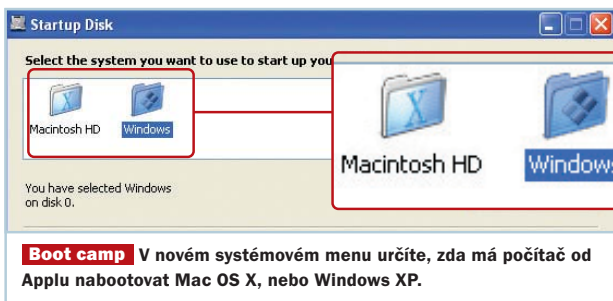 Startup Disk
Select the system you want to use to start up you
Macintosh HD
Windows
Macintosh HD
Windows
You have selected Windows
on disk 0.
Boot camp V novém systémovém menu určíte, zda má počítač od
Applu nabootovat Mac OS X, nebo Windows XP.